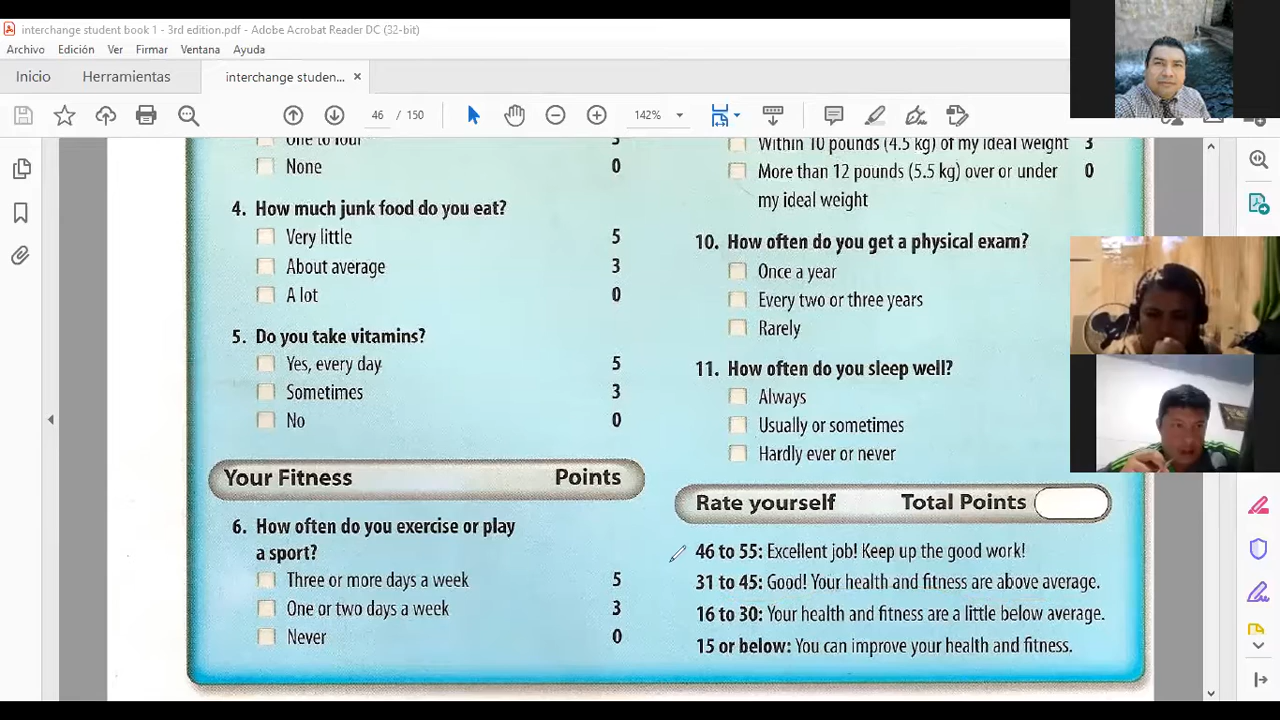 interchange student book 1 - 3rd edition.pdf - Adobe Acrobat Reader DC (32-bit)
Archivo Edición Ver Firmar Ventana Ayuda
Inicio Herramientas interchange studen... ×
46 / 150 142%
One to four 3
None 0
4. How much junk food do you eat?
Very little 5
About average 3
A lot 0
5. Do you take vitamins?
Yes, every day 5
Sometimes 3
No 0
Your Fitness Points
6. How often do you exercise or play
a sport?
Three or more days a week 5
One or two days a week 3
Never 0
Within 10 pounds (4.5 kg) of my ideal weight 3
More than 12 pounds (5.5 kg) over or under 0
my ideal weight
10. How often do you get a physical exam?
Once a year
Every two or three years
Rarely
11. How often do you sleep well?
Always
Usually or sometimes
Hardly ever or never
Rate yourself Total Points
46 to 55: Excellent job! Keep up the good work!
31 to 45: Good! Your health and fitness are above average.
16 to 30: Your health and fitness are a little below average.
15 or below: You can improve your health and fitness.